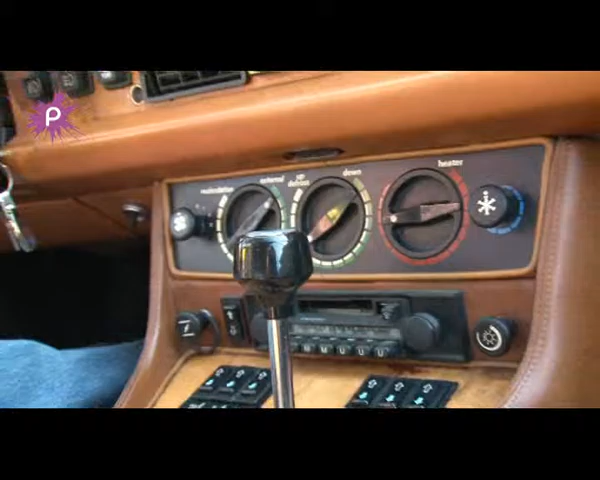 P
recirculation external
up
defrost
down
heater
M U U U